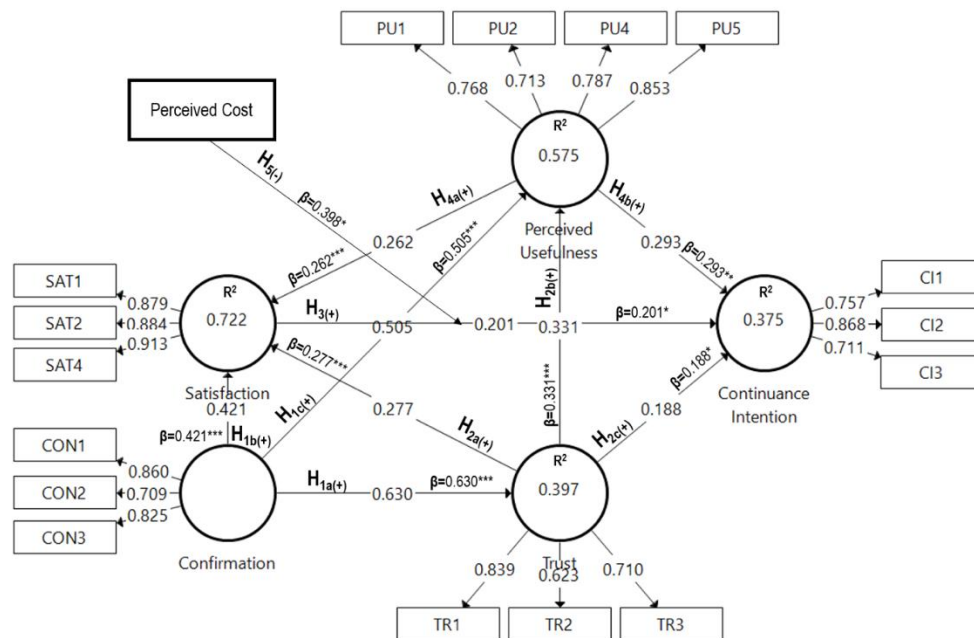 PU1
PU2
PU4
PU5
0.768
0.713
0.787
0.853
Perceived Cost
R²
0.575
Perceived
Usefulness
H5(-)
β=0.398*
H4a(+)
0.262
β=0.262***
β=0.505***
H4b(+)
0.293
β=0.293**
H2b(+)
SAT1
SAT2
SAT4
0.879
0.884
0.913
R²
0.722
Satisfaction
H3(+)
0.505
0.201
0.331
β=0.201*
R²
0.375
Continuance
Intention
0.757
0.868
0.711
CI1
CI2
CI3
β=0.277***
0.277
H1c(+)
0.421
β=0.421***
H1b(+)
β=0.331***
β=0.188*
0.188
H2a(+)
H2c(+)
CON1
CON2
CON3
0.860
0.709
0.825
Confirmation
H1a(+)
0.630
β=0.630***
R²
0.397
Trust
0.839
0.623
0.710
TR1
TR2
TR3